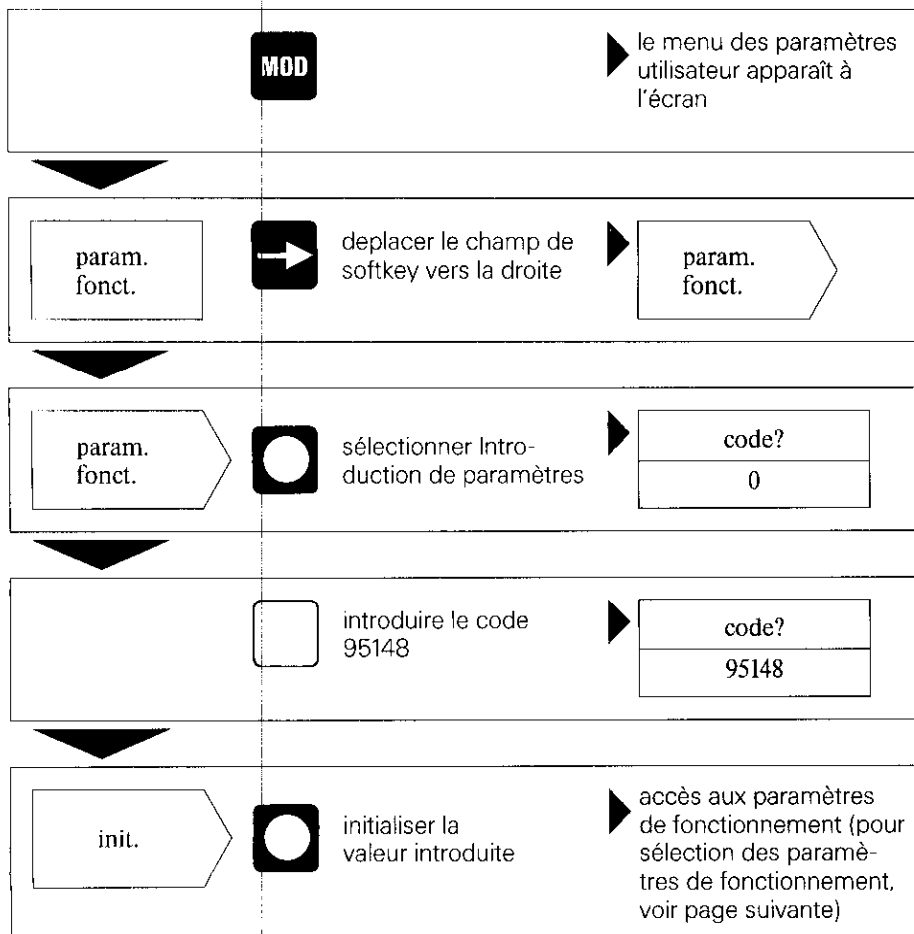 MOD
le menu des paramètres
utilisateur apparaît à
l'écran
param.
fonct.
deplacer le champ de
softkey vers la droite
param.
fonct.
param.
fonct.
sélectionner Intro-
duction de paramètres
code?
0
introduire le code
95148
code?
95148
init.
initialiser la
valeur introduite
accès aux paramètres
de fonctionnement (pour
sélection des paramè-
tres de fonctionnement,
voir page suivante)